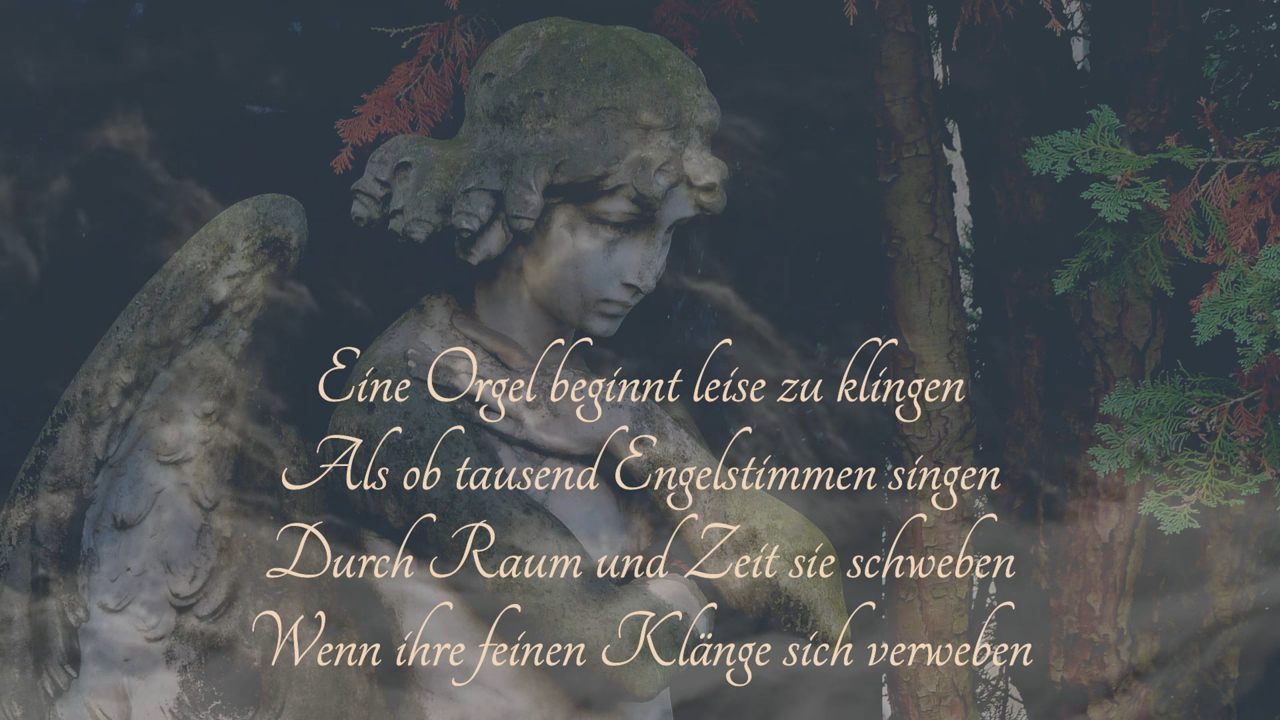 Eine Orgel beginnt leise zu klingen
Als ob tausend Engelstimmen singen
Durch Raum und Zeit sie schweben
Wenn ihre feinen Klänge sich verweben